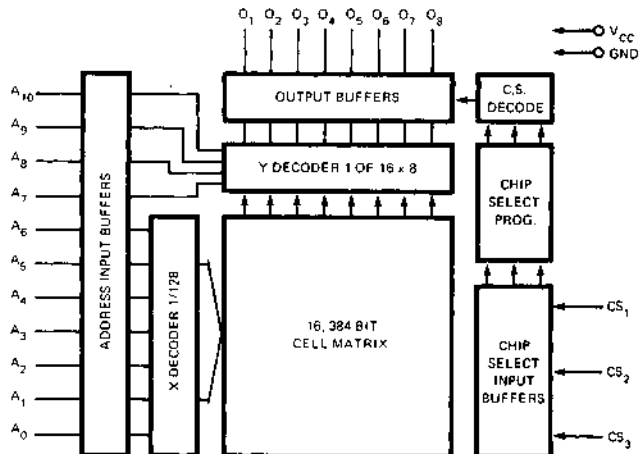 O1 O2 O3 O4 O5 O6 O7 O8
VCC
GND
OUTPUT BUFFERS
C.S.
DECODE
A10
A9
A8
A7
A6
A5
A4
A3
A2
A1
A0
ADDRESS INPUT BUFFERS
Y DECODER 1 OF 16 x 8
CHIP
SELECT
PROG.
X DECODER 1/128
16, 384 BIT
CELL MATRIX
CHIP
SELECT
INPUT
BUFFERS
CS1
CS2
CS3